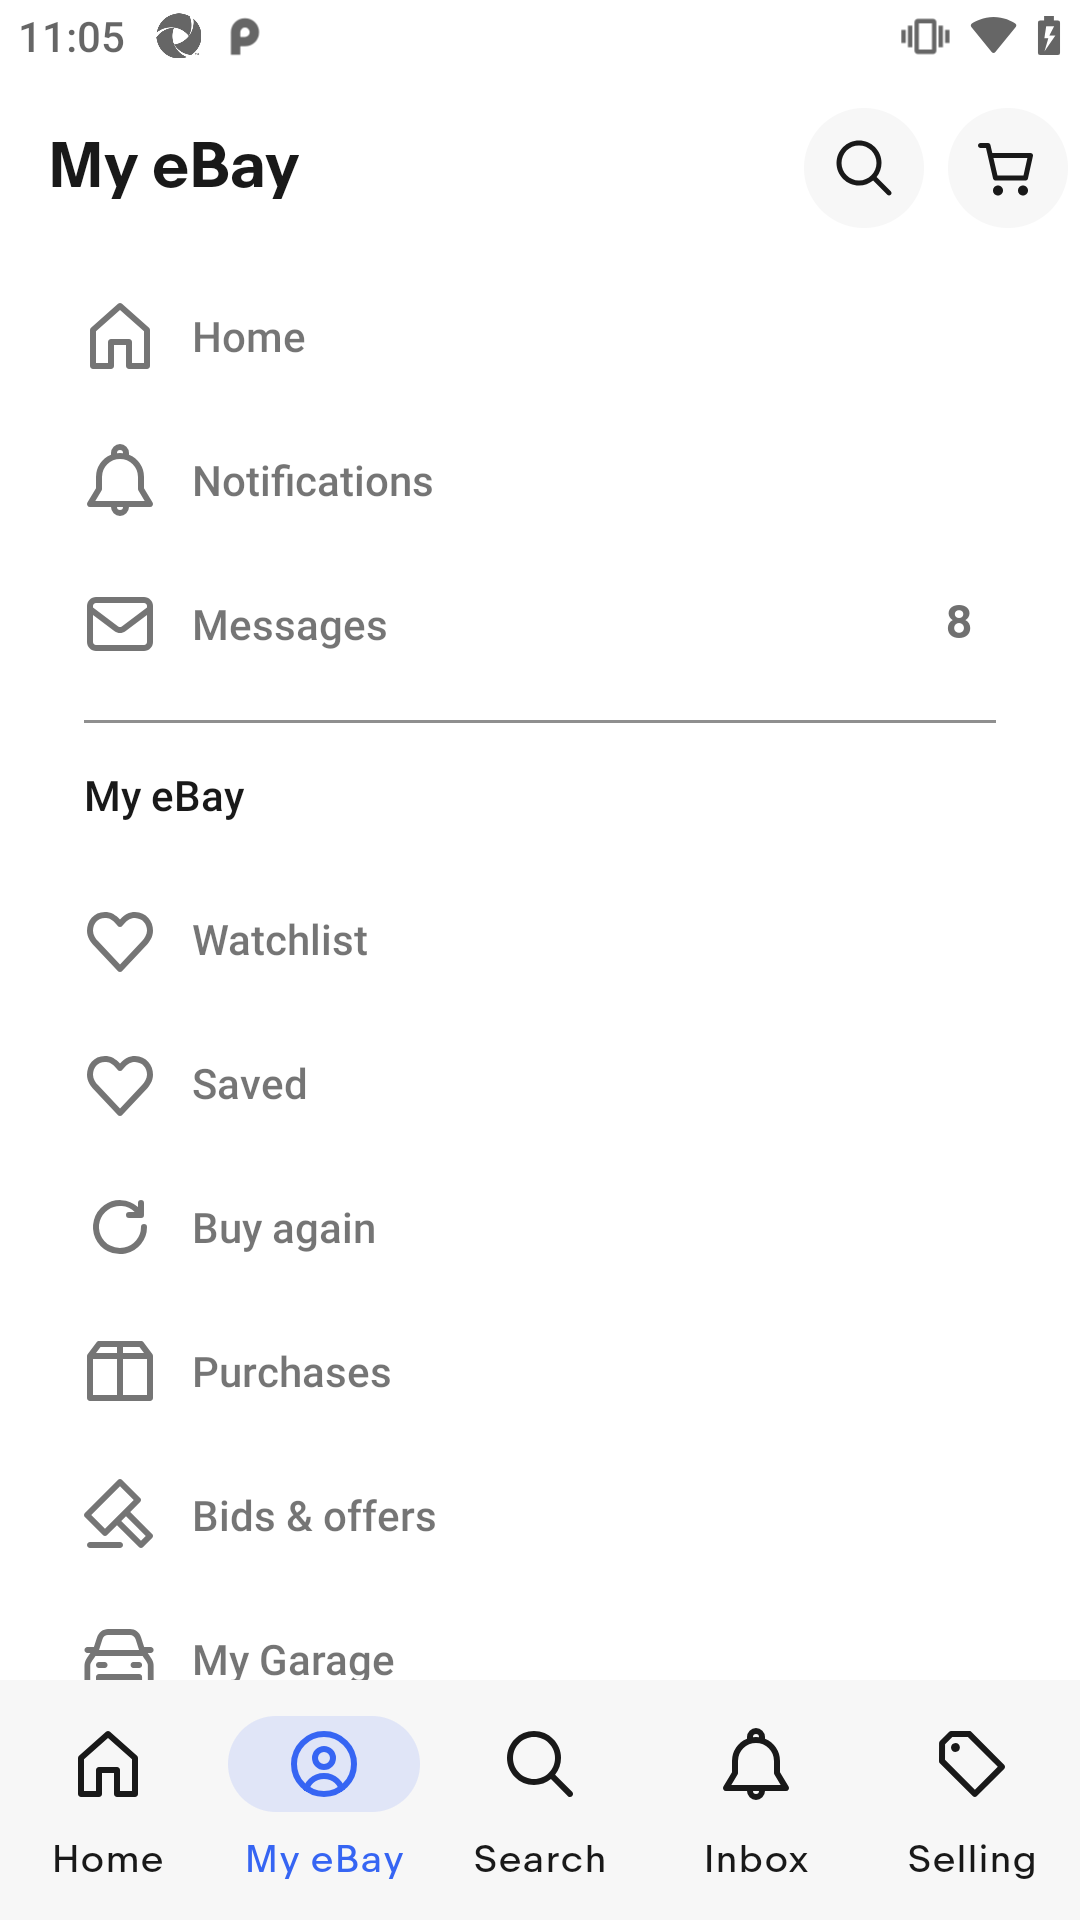 11:05
My eBay
Home
Notifications
Messages 8
My eBay
Watchlist
Saved
Buy again
Purchases
Bids & offers
My Garage
Home My eBay Search Inbox Selling